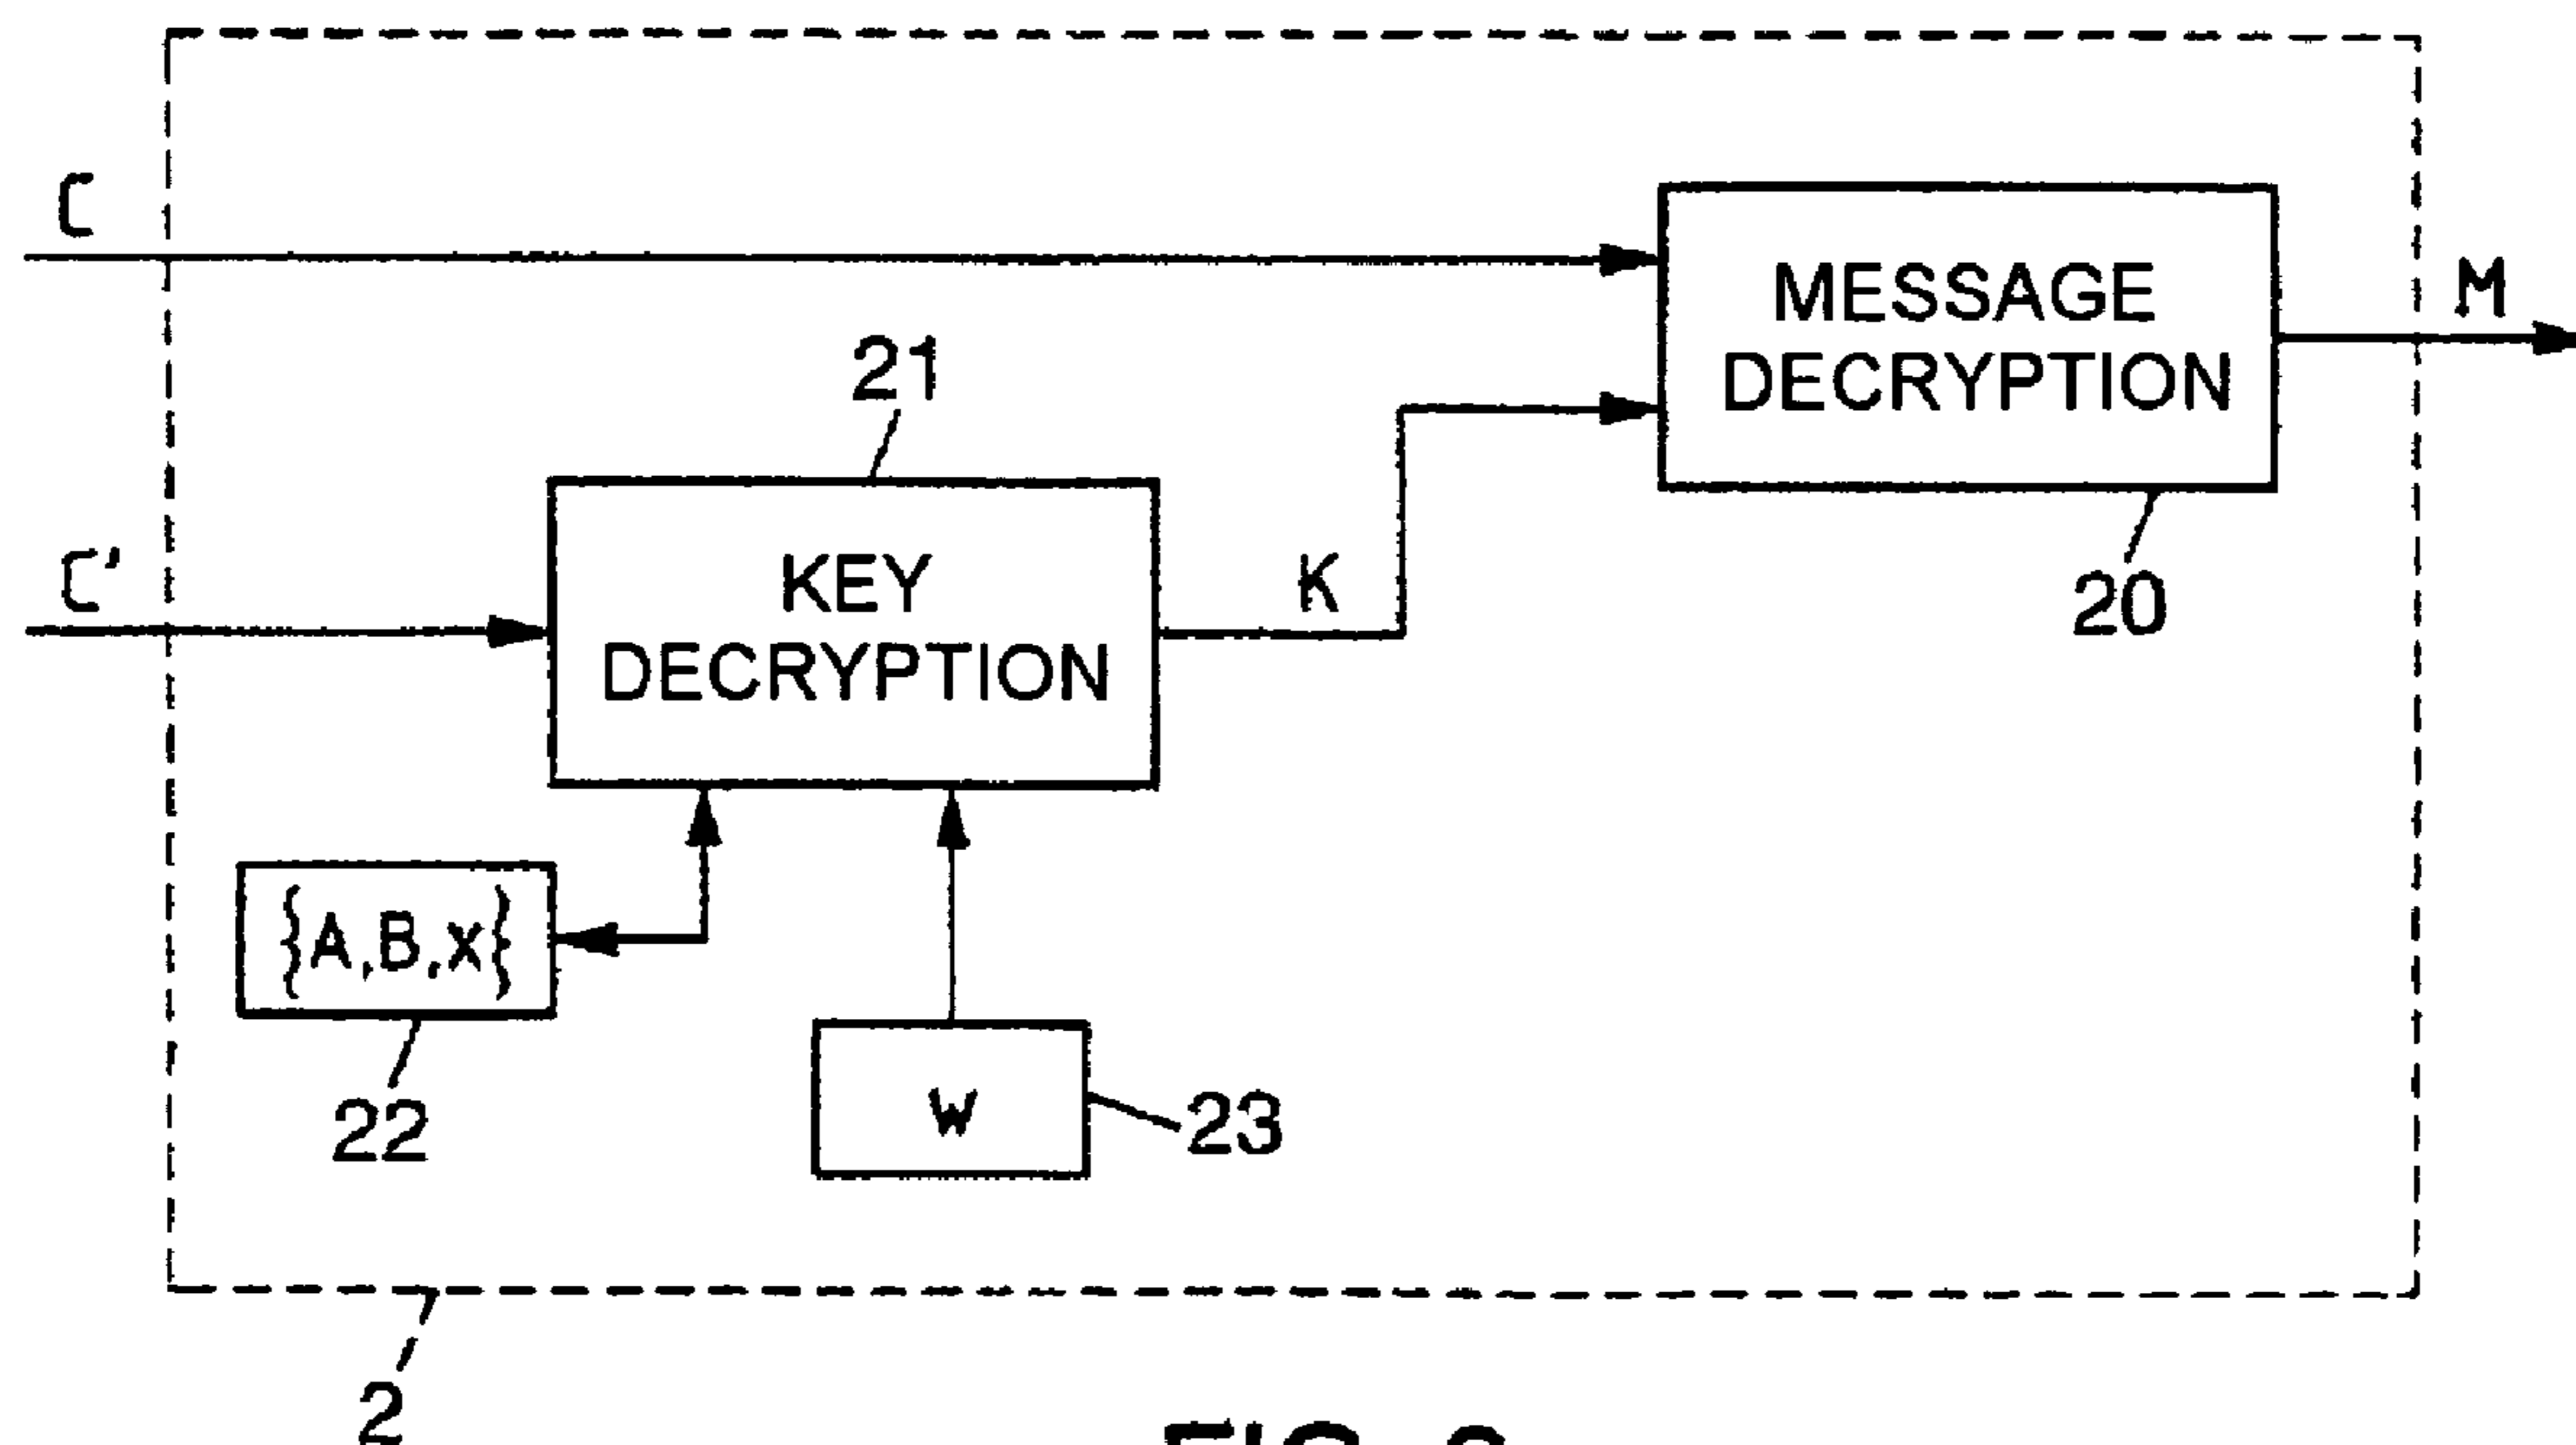 C
MESSAGE
DECRYPTION
M
21
20
C'
KEY
DECRYPTION
K
{A,B,x}
22
W
23
2